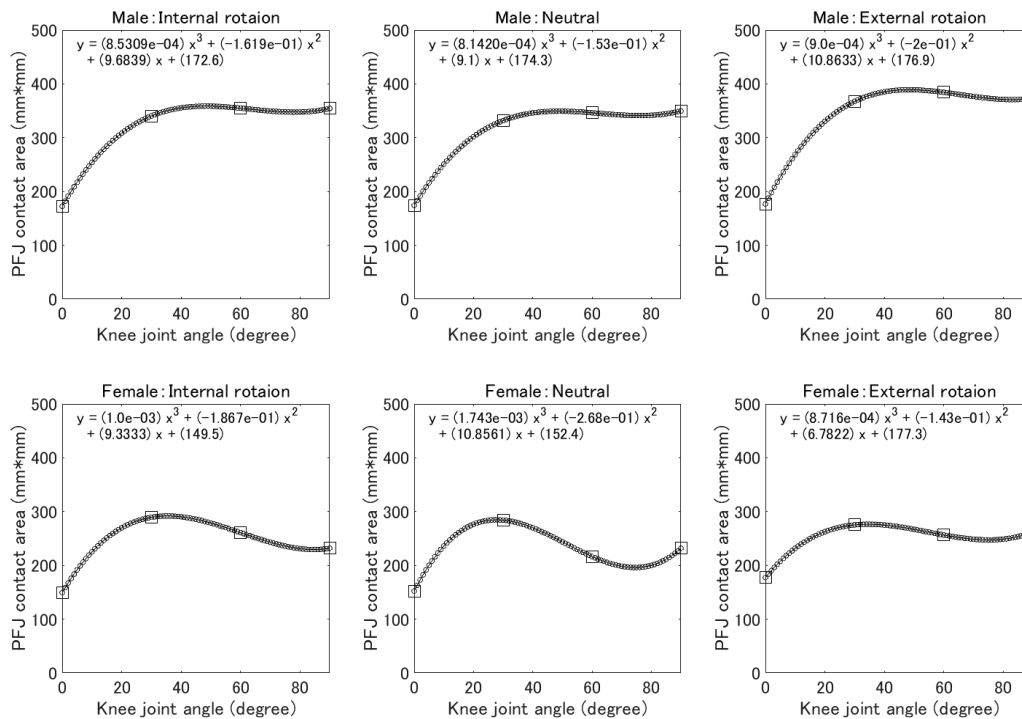 Male : Internal rotaion
y = (8.5309e-04) x³ + (-1.619e-01) x²
+ (9.6839) x + (172.6)
500
400
300
200
100
0
PFJ contact area (mm*mm)
0 20 40 60 80
Knee joint angle (degree)
Male : Neutral
y = (8.1420e-04) x³ + (-1.53e-01) x²
+ (9.1) x + (174.3)
500
400
300
200
100
0
PFJ contact area (mm*mm)
0 20 40 60 80
Knee joint angle (degree)
Male : External rotaion
y = (9.0e-04) x³ + (-2e-01) x²
+ (10.8633) x + (176.9)
500
400
300
200
100
0
PFJ contact area (mm*mm)
0 20 40 60 80
Knee joint angle (degree)
Female : Internal rotaion
y = (1.0e-03) x³ + (-1.867e-01) x²
+ (9.3333) x + (149.5)
500
400
300
200
100
0
PFJ contact area (mm*mm)
0 20 40 60 80
Knee joint angle (degree)
Female : Neutral
y = (1.743e-03) x³ + (-2.68e-01) x²
+ (10.8561) x + (152.4)
500
400
300
200
100
0
PFJ contact area (mm*mm)
0 20 40 60 80
Knee joint angle (degree)
Female : External rotaion
y = (8.716e-04) x³ + (-1.43e-01) x²
+ (6.7822) x + (177.3)
500
400
300
200
100
0
PFJ contact area (mm*mm)
0 20 40 60 80
Knee joint angle (degree)